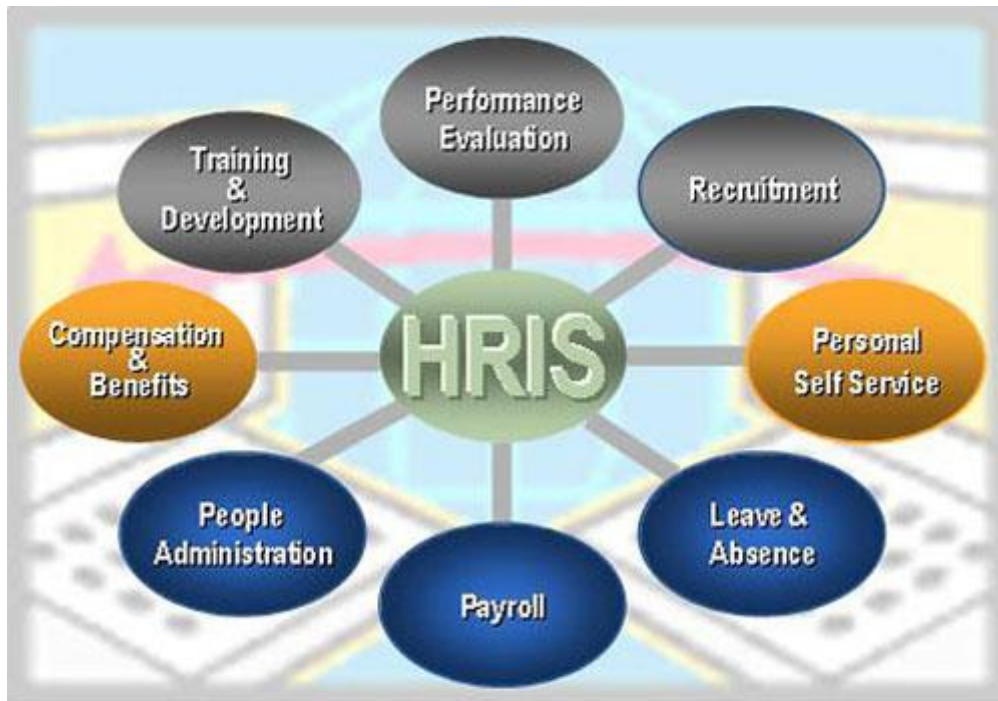 Performance
Evaluation
Training
&
Development
Recruitment
Compensation
&
Benefits
HRIS
Personal
Self Service
People
Administration
Leave &
Absence
Payroll